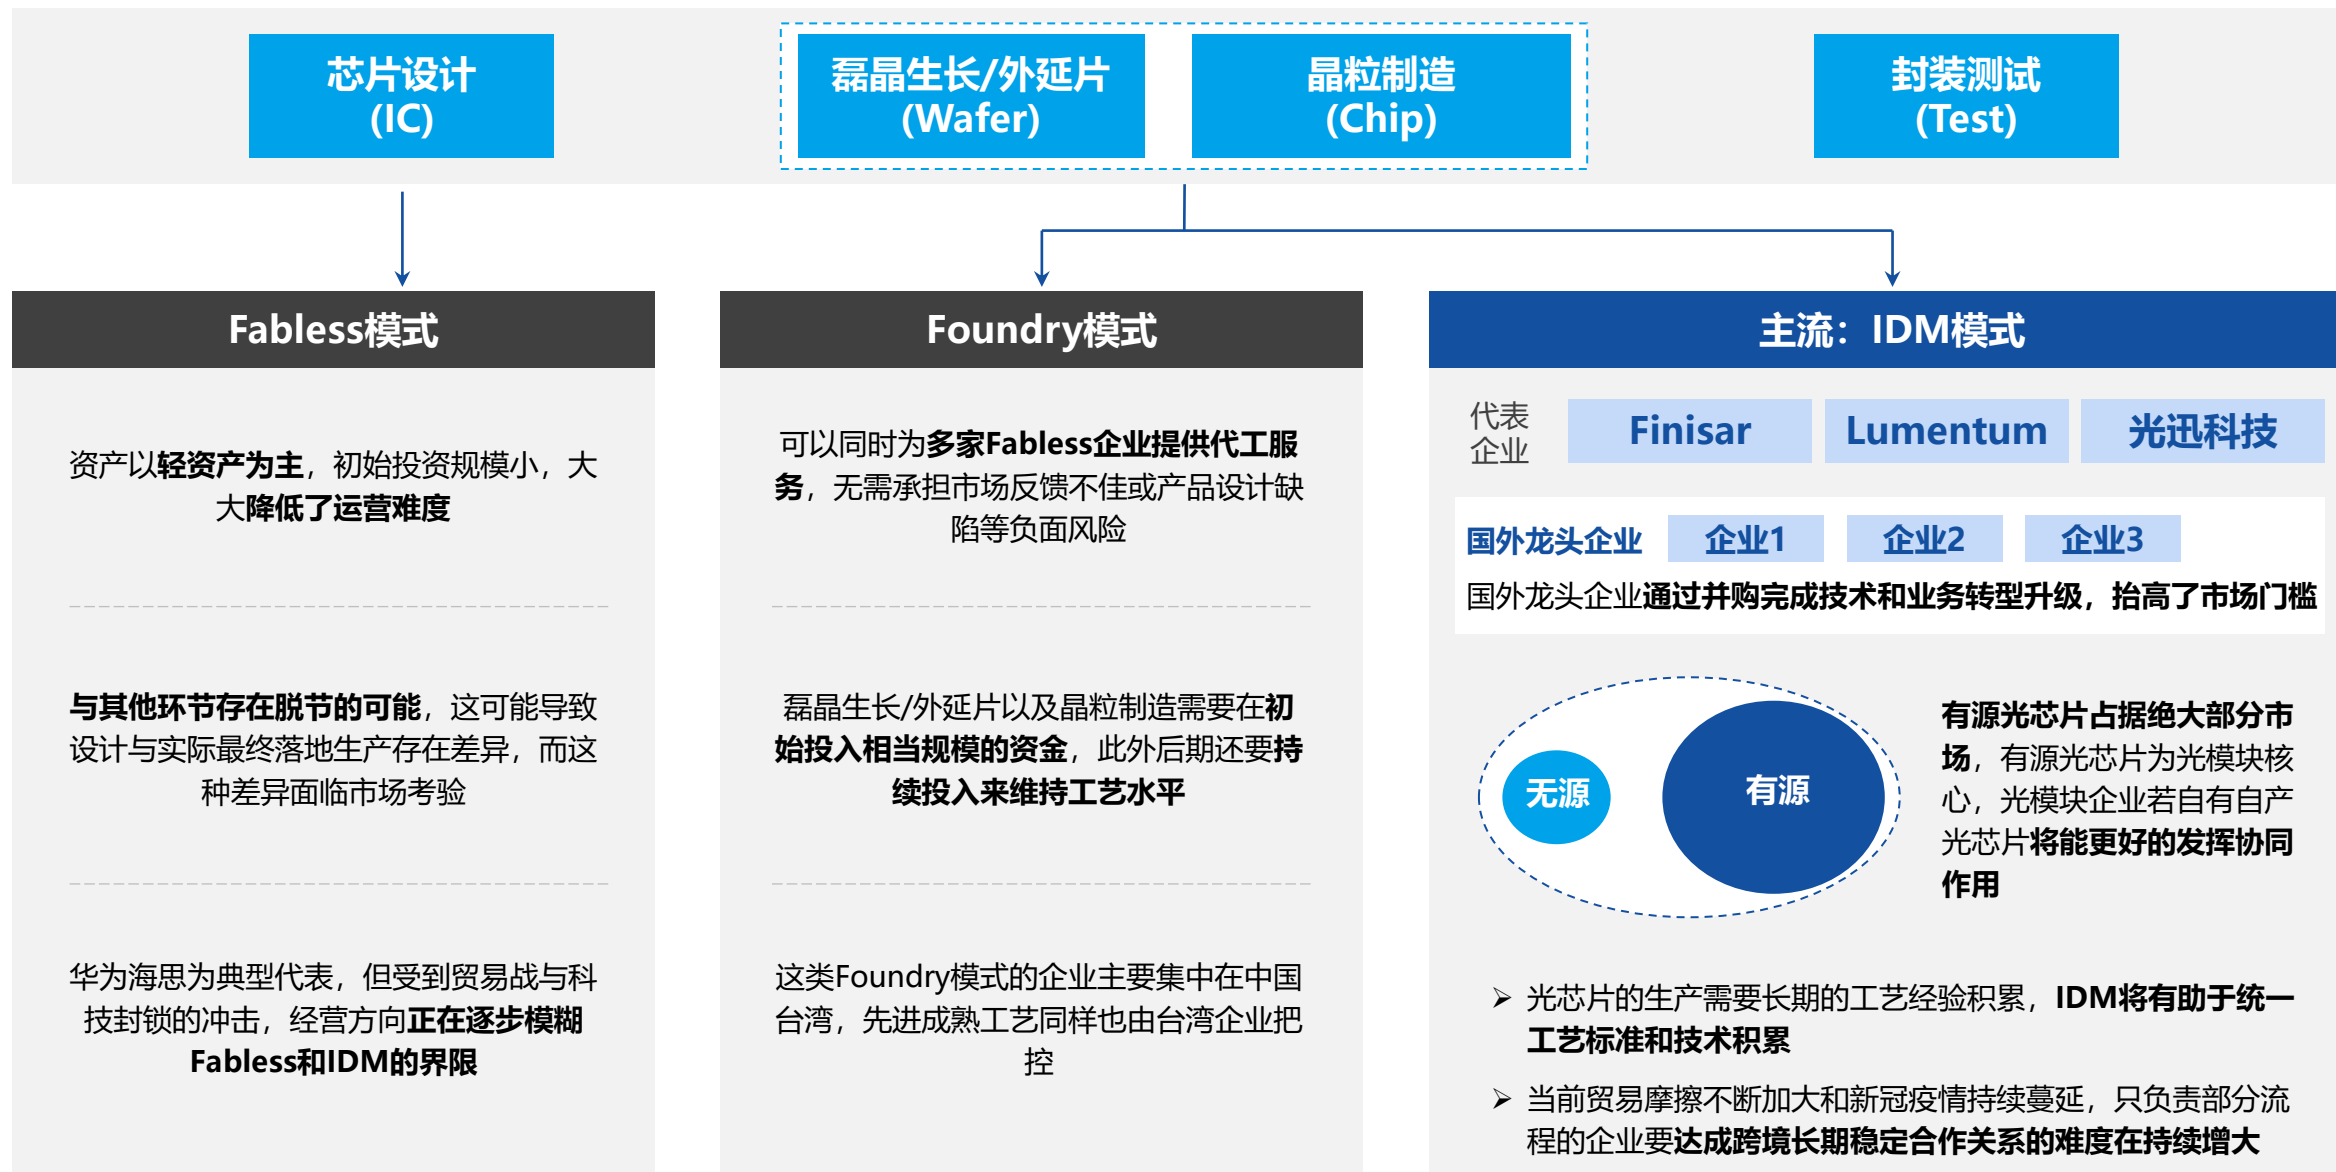 芯片设计
(IC)
磊晶生长/外延片
(Wafer)
晶粒制造
(Chip)
封装测试
(Test)
Fabless模式
资产以轻资产为主，初始投资规模小，大
大降低了运营难度
与其他环节存在脱节的可能，这可能导致
设计与实际最终落地生产存在差异，而这
种差异面临市场考验
华为海思为典型代表，但受到贸易战与科
技封锁的冲击，经营方向正在逐步模糊
Fabless和IDM的界限
Foundry模式
可以同时为多家Fabless企业提供代工服
务，无需承担市场反馈不佳或产品设计缺
陷等负面风险
磊晶生长/外延片以及晶粒制造需要在初
始投入相当规模的资金，此外后期还要持
续投入来维持工艺水平
这类Foundry模式的企业主要集中在中国
台湾，先进成熟工艺同样也由台湾企业把
控
主流：IDM模式
代表
企业
Finisar
Lumentum
光迅科技
国外龙头企业
企业1
企业2
企业3
国外龙头企业通过并购完成技术和业务转型升级，抬高了市场门槛
无源
有源
有源光芯片占据绝大部分市
场，有源光芯片为光模块核
心，光模块企业若自有自产
光芯片将能更好的发挥协同
作用
➢ 光芯片的生产需要长期的工艺经验积累，IDM将有助于统一
工艺标准和技术积累
➢ 当前贸易摩擦不断加大和新冠疫情持续蔓延，只负责部分流
程的企业要达成跨境长期稳定合作关系的难度在持续增大